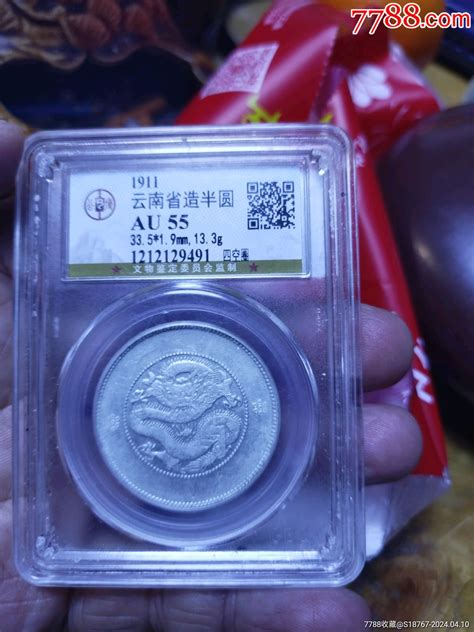 7788.com
1911
云南省造半圆
AU 55
33.5*1.9mm,13.3g
1212129491 四空卷
文物鉴定委员会监制
7788收藏@S18767-2024.04.10